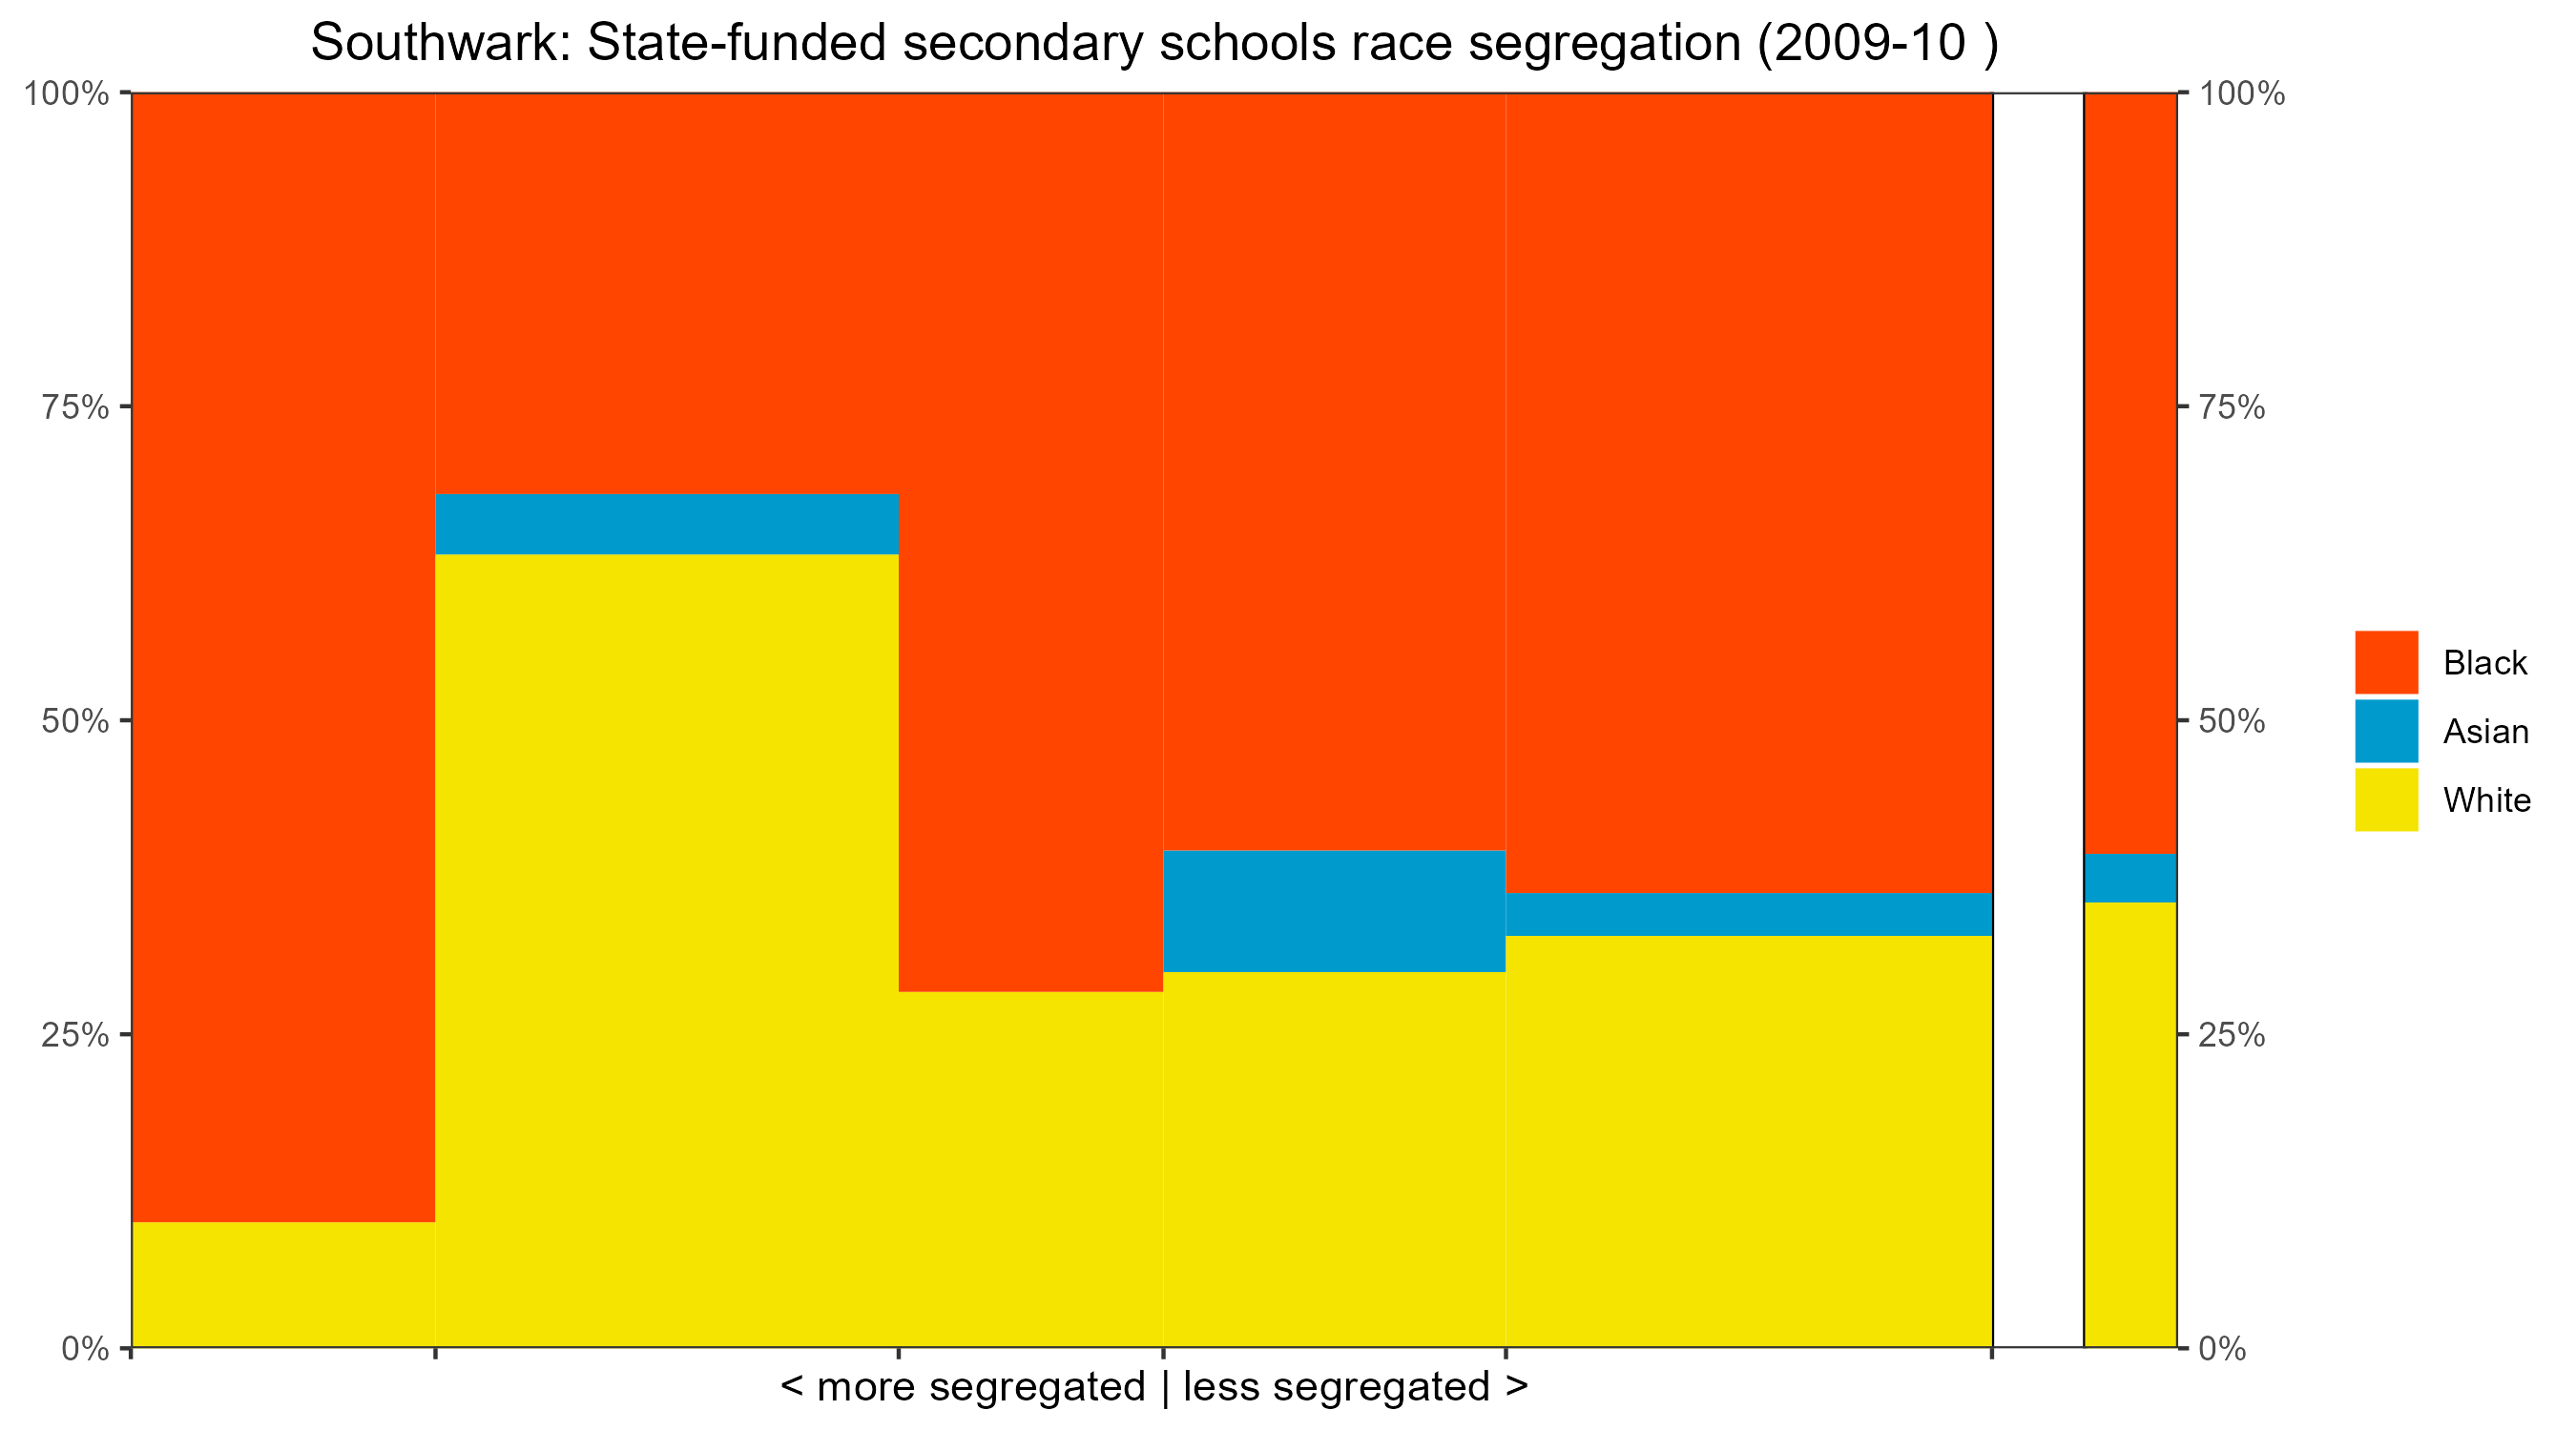 Southwark: State-funded secondary schools race segregation (2009-10 )
100%
75%
50%
25%
0%
100%
75%
50%
25%
0%
Black
Asian
White
< more segregated | less segregated >